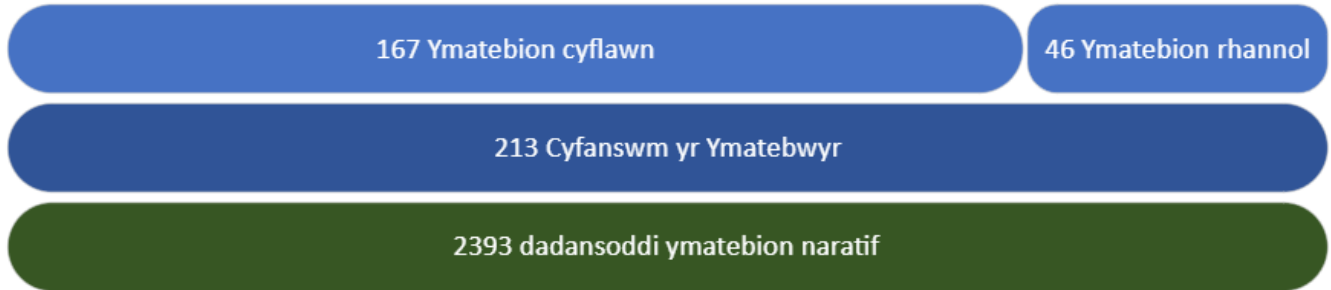 167 Ymatebion cyflawn
46 Ymatebion rhannol
213 Cyfanswm yr Ymatebwyr
2393 dadansoddi ymatebion naratif